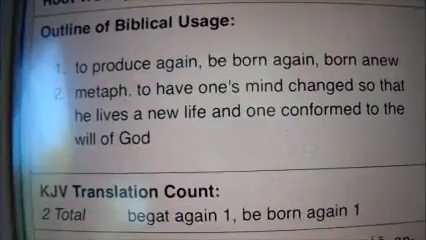 Outline of Biblical Usage:
1. to produce again, be born again, born anew
2. metaph. to have one's mind changed so that
he lives a new life and one conformed to the
will of God
KJV Translation Count:
2 Total begat again 1, be born again 1